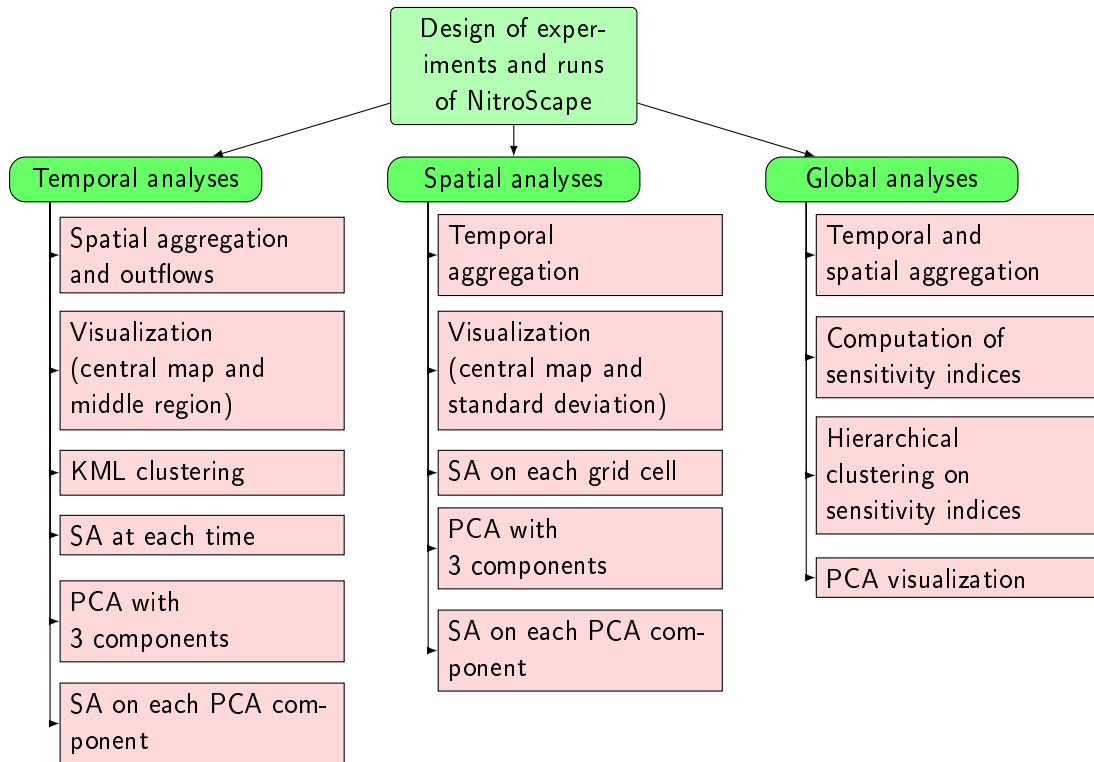 Design of exper-
iments and runs
of NitroScape
Temporal analyses
Spatial aggregation
and outflows
Visualization
(central map and
middle region)
KML clustering
SA at each time
PCA with
3 components
SA on each PCA com-
ponent
Spatial analyses
Temporal
aggregation
Visualization
(central map and
standard deviation)
SA on each grid cell
PCA with
3 components
SA on each PCA com-
ponent
Global analyses
Temporal and
spatial aggregation
Computation of
sensitivity indices
Hierarchical
clustering on
sensitivity indices
PCA visualization